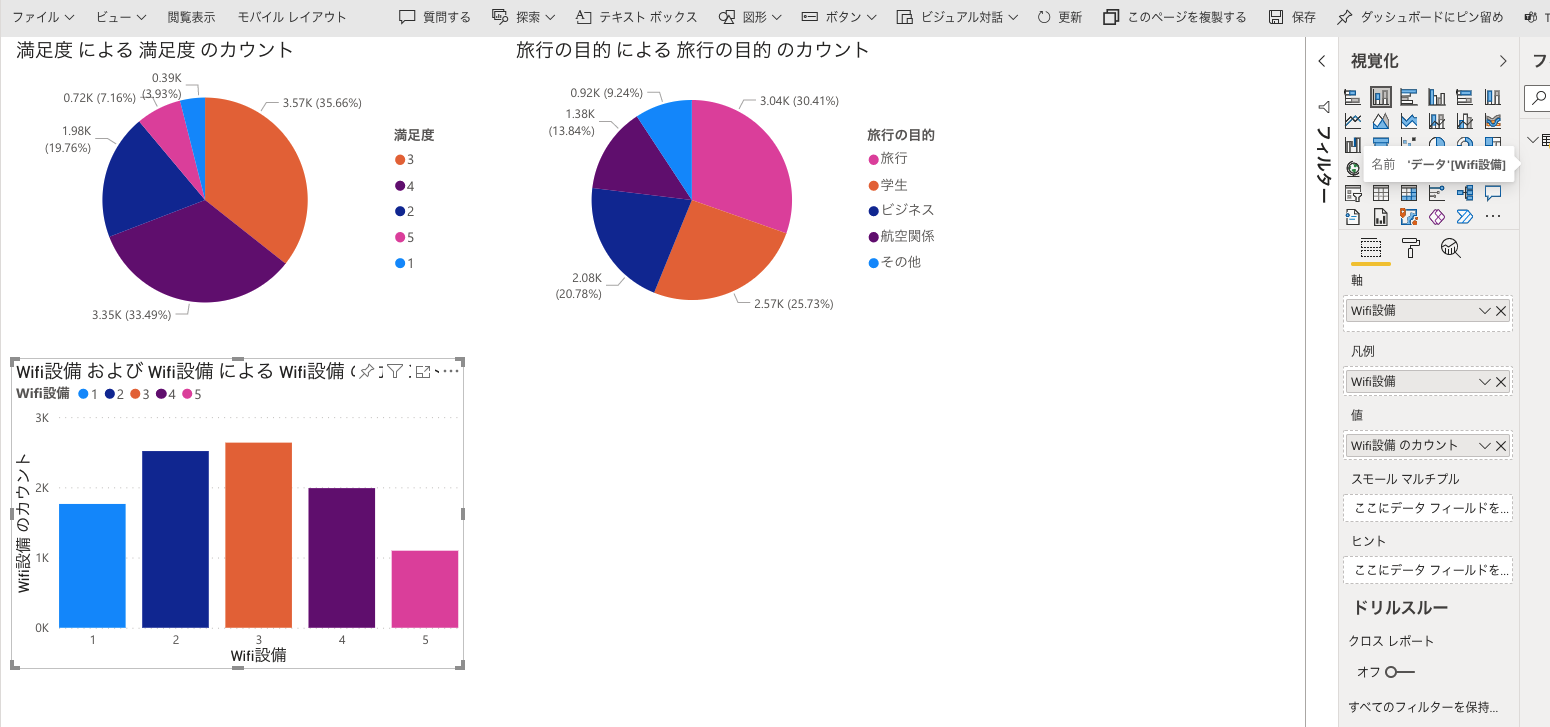 ファイル ビュー 閲覧表示 モバイル レイアウト 質問する 探索 テキスト ボックス 図形 ボタン ビジュアル対話 更新 このページを複製する 保存 ダッシュボードにピン留め
満足度 による 満足度 のカウント
0.39K
(3.93%)
0.72K (7.16%)
3.57K (35.66%)
1.98K
(19.76%)
3.35K (33.49%)
満足度
3
4
2
5
1
旅行の目的 による 旅行の目的 のカウント
0.92K (9.24%)
3.04K (30.41%)
1.38K
(13.84%)
2.08K
(20.78%)
2.57K (25.73%)
旅行の目的
旅行
学生
ビジネス
航空関係
その他
Wifi設備 および Wifi設備 による Wifi設備
Wifi設備 1 2 3 4 5
3K
2K
1K
0K
Wifi設備 のカウント
1 2 3 4 5
Wifi設備
フィルター
視覚化
名前 'データ'[Wifi設備]
軸
Wifi設備
凡例
Wifi設備
値
Wifi設備 のカウント
スモール マルチプル
ここにデータ フィールドを...
ヒント
ここにデータ フィールドを...
ドリルスルー
クロス レポート
オフ
すべてのフィルターを保持...
フ